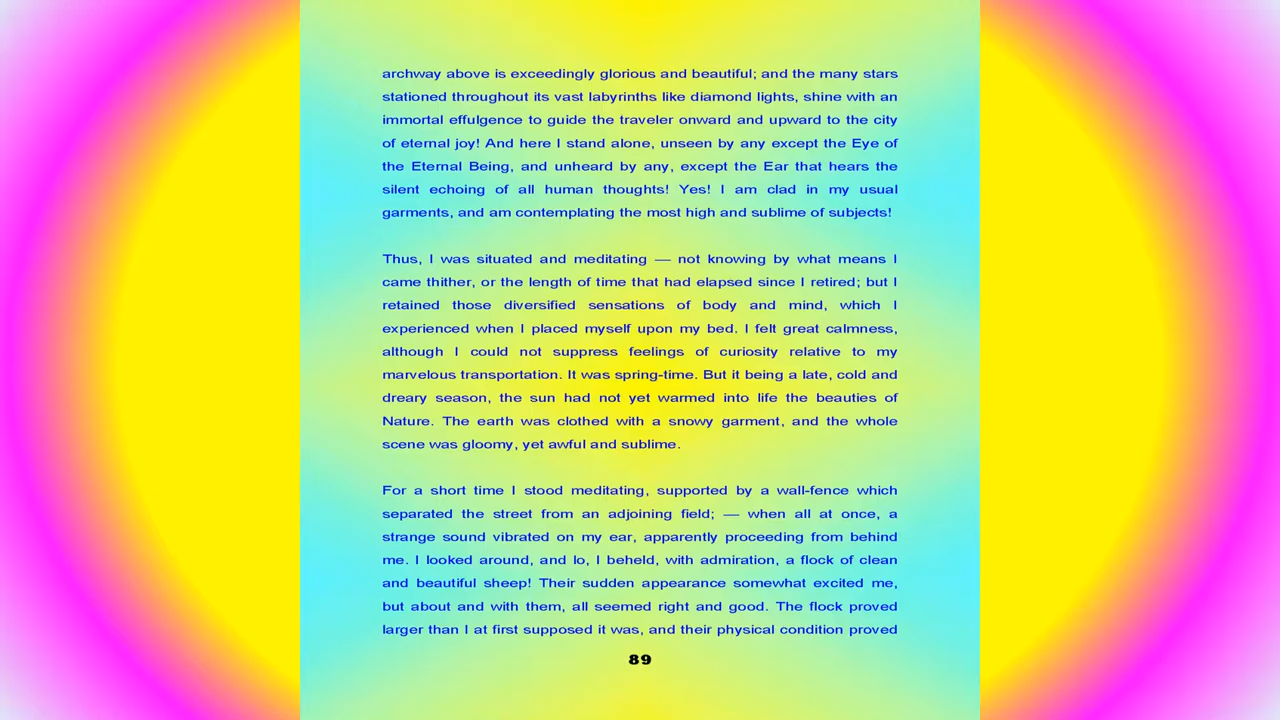 archway above is exceedingly glorious and beautiful; and the many stars
stationed throughout its vast labyrinths like diamond lights, shine with an
immortal effulgence to guide the traveler onward and upward to the city
of eternal joy! And here I stand alone, unseen by any except the Eye of
the Eternal Being, and unheard by any, except the Ear that hears the
silent echoing of all human thoughts! Yes! I am clad in my usual
garments, and am contemplating the most high and sublime of subjects!
Thus, I was situated and meditating — not knowing by what means I
came thither, or the length of time that had elapsed since I retired; but I
retained those diversified sensations of body and mind, which I
experienced when I placed myself upon my bed. I felt great calmness,
although I could not suppress feelings of curiosity relative to my
marvelous transportation. It was spring-time. But it being a late, cold and
dreary season, the sun had not yet warmed into life the beauties of
Nature. The earth was clothed with a snowy garment, and the whole
scene was gloomy, yet awful and sublime.
For a short time I stood meditating, supported by a wall-fence which
separated the street from an adjoining field; — when all at once, a
strange sound vibrated on my ear, apparently proceeding from behind
me. I looked around, and lo, I beheld, with admiration, a flock of clean
and beautiful sheep! Their sudden appearance somewhat excited me,
but about and with them, all seemed right and good. The flock proved
larger than I at first supposed it was, and their physical condition proved
89